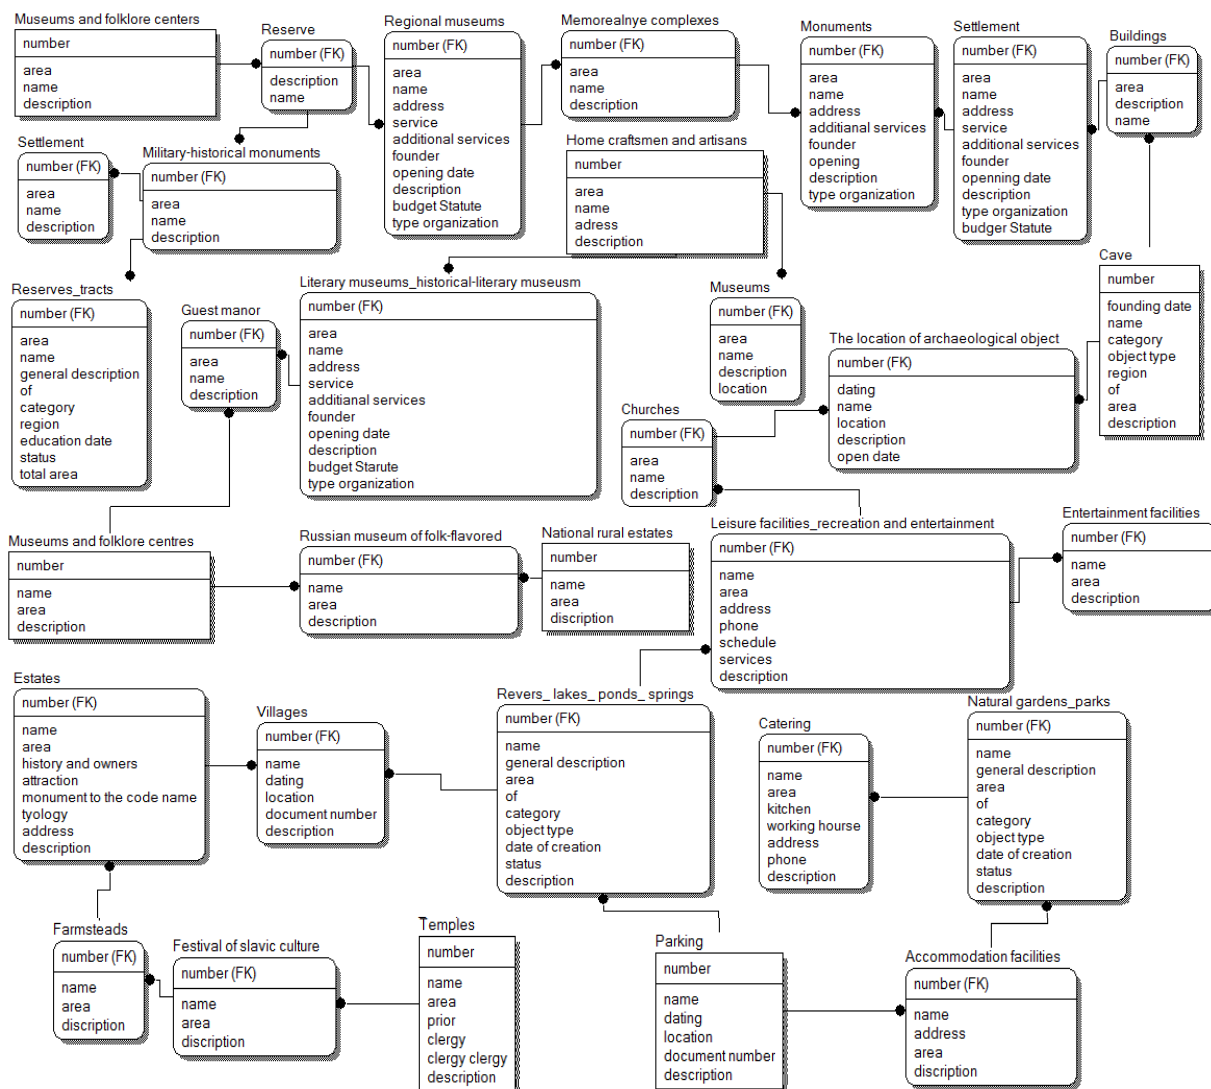 Museums and folklore centers
number
area
name
description
Reserve
number (FK)
description
name
Regional museums
number (FK)
area
name
address
service
additional services
founder
opening date
description
budget Statute
type organization
Memorealnye complexes
number (FK)
area
name
description
Monuments
number (FK)
area
name
address
additianal services
founder
opening
description
type organization
Settlement
number (FK)
area
name
address
service
additional services
founder
openning date
description
type organization
budger Statute
Buildings
number (FK)
area
description
name
Settlement
number (FK)
area
name
description
Military-historical monuments
number (FK)
area
name
description
Home craftsmen and artisans
number
area
name
adress
description
Reserves_tracts
number (FK)
area
name
general description
of
category
region
education date
status
total area
Guest manor
number (FK)
area
name
description
Literary museums_historical-literary museusm
number (FK)
area
name
address
service
additianal services
founder
opening date
description
budget Starute
type organization
Museums
number (FK)
area
name
description
location
The location of archaeological object
number (FK)
dating
name
location
description
open date
Cave
number
founding date
name
category
object type
region
of
area
description
Churches
number (FK)
area
name
description
Museums and folklore centres
number
name
area
description
Russian museum of folk-flavored
number (FK)
name
area
description
National rural estates
number
name
area
discription
Leisure facilities_recreation and entertainment
number (FK)
name
area
address
phone
schedule
services
description
Entertainment facilities
number (FK)
name
area
description
Estates
number (FK)
name
area
history and owners
attraction
monument to the code name
tyology
address
description
Villages
number (FK)
name
dating
location
document number
description
Revers_ lakes_ ponds_ springs
number (FK)
name
general description
area
of
category
object type
date of creation
status
description
Catering
number (FK)
name
area
kitchen
working hourse
address
phone
description
Natural gardens_parks
number (FK)
name
general description
area
of
category
object type
date of creation
status
description
Farmsteads
number (FK)
name
area
discription
Festival of slavic culture
number (FK)
name
area
discription
Temples
number
name
area
prior
clergy
clergy clergy
description
Parking
number
name
dating
location
document number
description
Accommodation facilities
number (FK)
name
address
area
discription